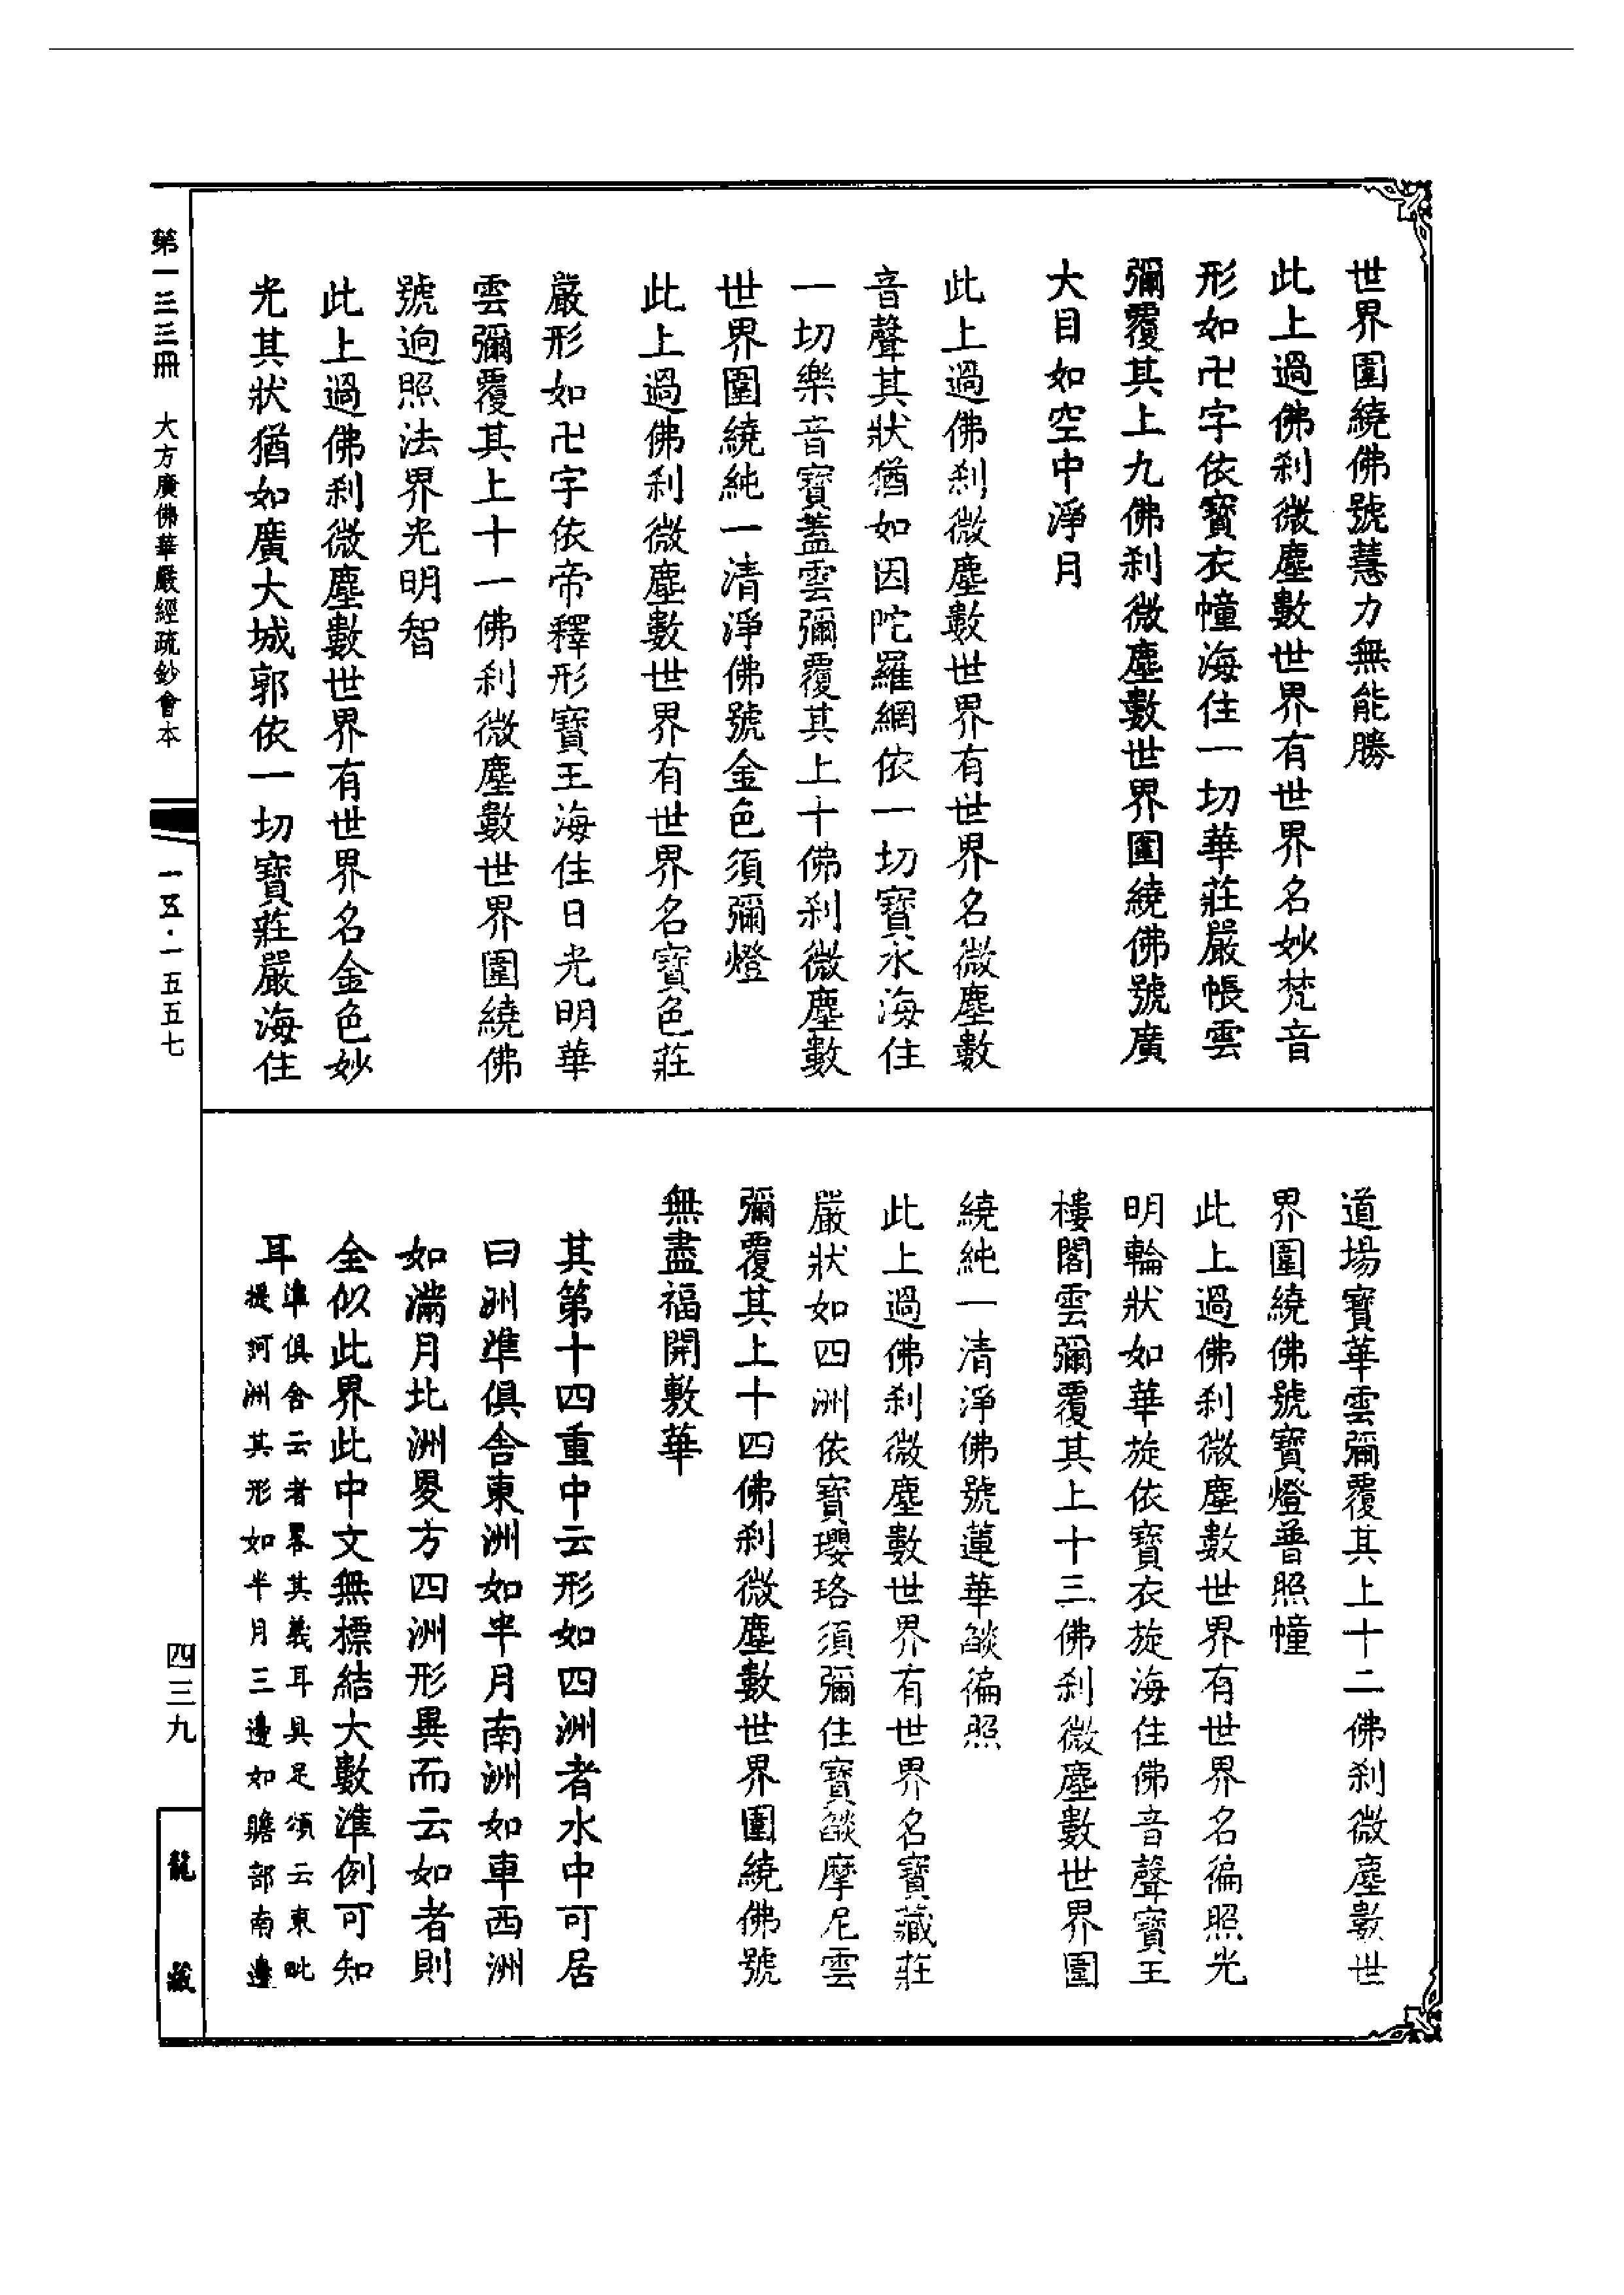 世界圍繞佛號慧力無能勝
此上過佛刹微塵數世界有世界名妙梵音
形如卍字依寳衣幢海住一切華莊嚴帳雲
彌覆其上九佛刹微塵數世界圍繞佛號廣
大目如空中淨月
此上過佛刹微塵數世界有世界名微塵數
音聲其狀猶如因陀羅網依一切寳水海住
一切樂音寳蓋雲彌覆其上十佛刹微塵數
世界圍繞純一清淨佛號金色須彌燈
此上過佛刹微塵數世界有世界名寳色莊
嚴形如卍字依帝釋形寳王海住日光明華
雲彌覆其上十一佛刹微塵數世界圍繞佛
號逈照法界光明智
此上過佛刹微塵數世界有世界名金色妙
光其狀猶如廣大城郭依一切寳莊嚴海住
道場寳華雲彌覆其上十二佛刹微塵數世
界圍繞佛號寳燈普照幢
此上過佛刹微塵數世界有世界名徧照光
明輪狀如華旋依寳衣旋海住佛音聲寳王
樓閣雲彌覆其上十三佛刹微塵數世界圍
繞純一清淨佛號蓮華燄徧照
此上過佛刹微塵數世界有世界名寳藏莊
嚴狀如四洲依寳瓔珞須彌住寳燄摩尼雲
彌覆其上十四佛刹微塵數世界圍繞佛號
無盡福開敷華
其第十四重中云形如四洲者水中可居
曰洲準俱舍東洲如半月南洲如車西洲
如滿月北洲畟方四洲形異而云如者則
全似此界此中文無標結大數準例可知
耳準俱舍云者畧其義耳具足頌云東毗
提訶洲其形如半月三邊如贍部南邊
第一三三冊 大方廣佛華嚴經疏鈔會本
一五·一五五七
四三九
龍藏